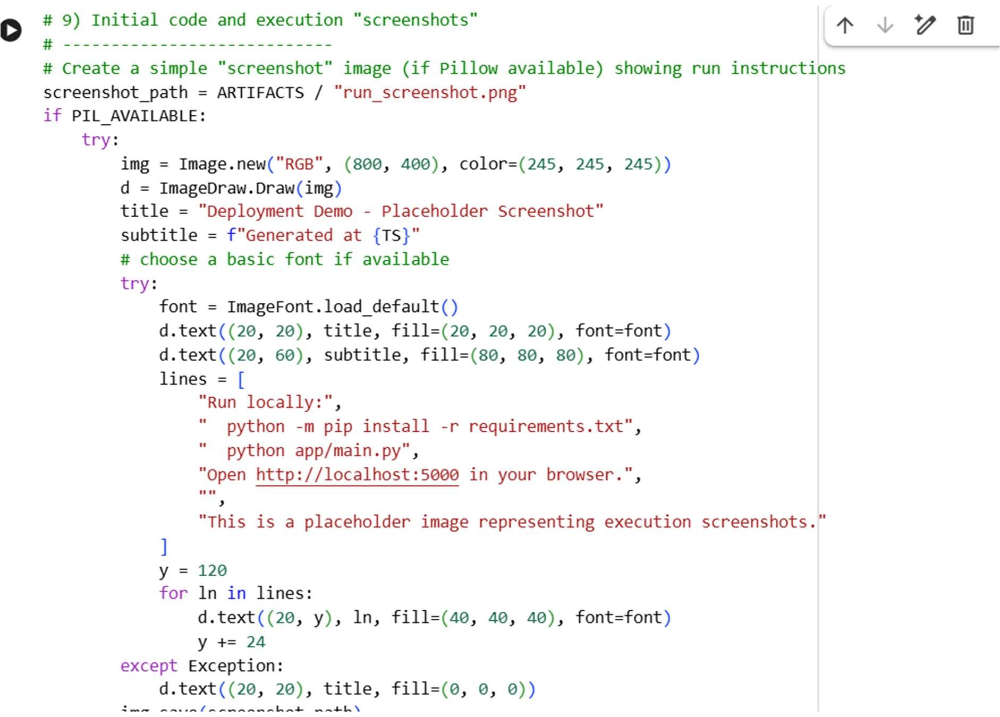 # 9) Initial code and execution "screenshots"
# ----------------------------
# Create a simple "screenshot" image (if Pillow available) showing run instructions
screenshot_path = ARTIFACTS / "run_screenshot.png"
if PIL_AVAILABLE:
    try:
        img = Image.new("RGB", (800, 400), color=(245, 245, 245))
        d = ImageDraw.Draw(img)
        title = "Deployment Demo - Placeholder Screenshot"
        subtitle = f"Generated at {TS}"
        # choose a basic font if available
        try:
            font = ImageFont.load_default()
            d.text((20, 20), title, fill=(20, 20, 20), font=font)
            d.text((20, 60), subtitle, fill=(80, 80, 80), font=font)
            lines = [
                "Run locally:",
                "  python -m pip install -r requirements.txt",
                "  python app/main.py",
                "Open http://localhost:5000 in your browser.",
                "",
                "This is a placeholder image representing execution screenshots."
            ]
            y = 120
            for ln in lines:
                d.text((20, y), ln, fill=(40, 40, 40), font=font)
                y += 24
        except Exception:
            d.text((20, 20), title, fill=(0, 0, 0))
        img.save(screenshot_path)